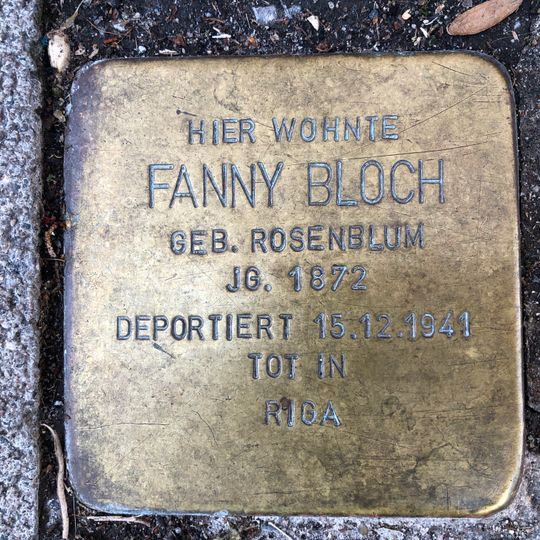 HIER WOHNTE
FANNY BLOCH
GEB. ROSENBLUM
JG. 1872
DEPORTIERT 15.12.1941
TOT IN
RIGA